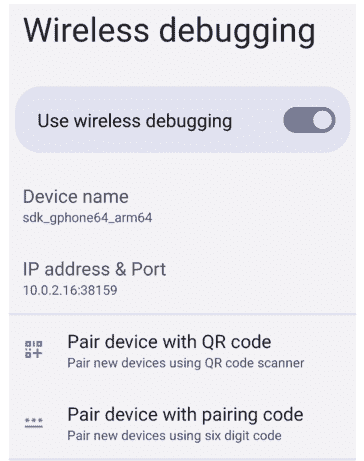 Wireless debugging
Use wireless debugging
Device name
sdk_gphone64_arm64
IP address & Port
10.0.2.16:38159
Pair device with QR code
Pair new devices using QR code scanner
Pair device with pairing code
Pair new devices using six digit code